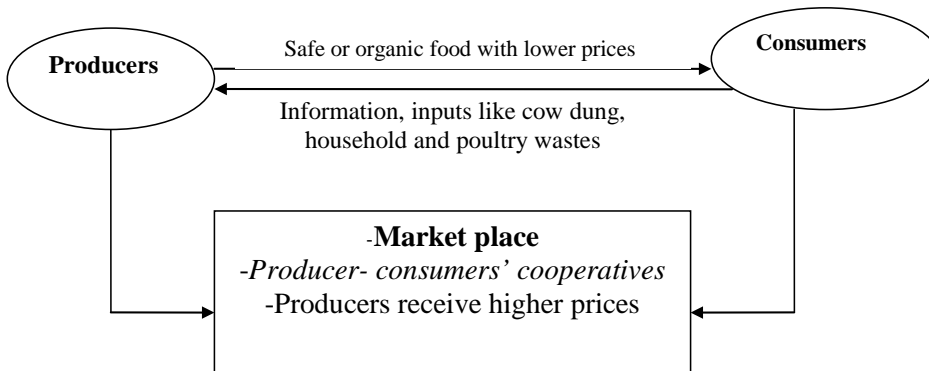 Producers
Safe or organic food with lower prices
Consumers
Information, inputs like cow dung,
household and poultry wastes
-Market place
-Producer- consumers’ cooperatives
-Producers receive higher prices